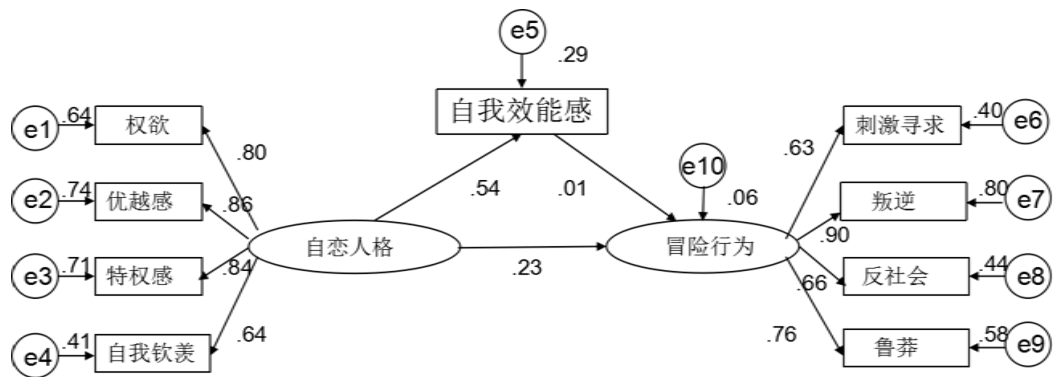 e5
.29
自我效能感
e1
.64
权欲
.80
刺激寻求
.40
e6
.63
e10
.06
e2
.74
优越感
.86
.54
.01
叛逆
.80
e7
.90
自恋人格
冒险行为
e3
.71
特权感
.84
.23
.66
反社会
.44
e8
.64
.76
e4
.41
自我钦羡
鲁莽
.58
e9